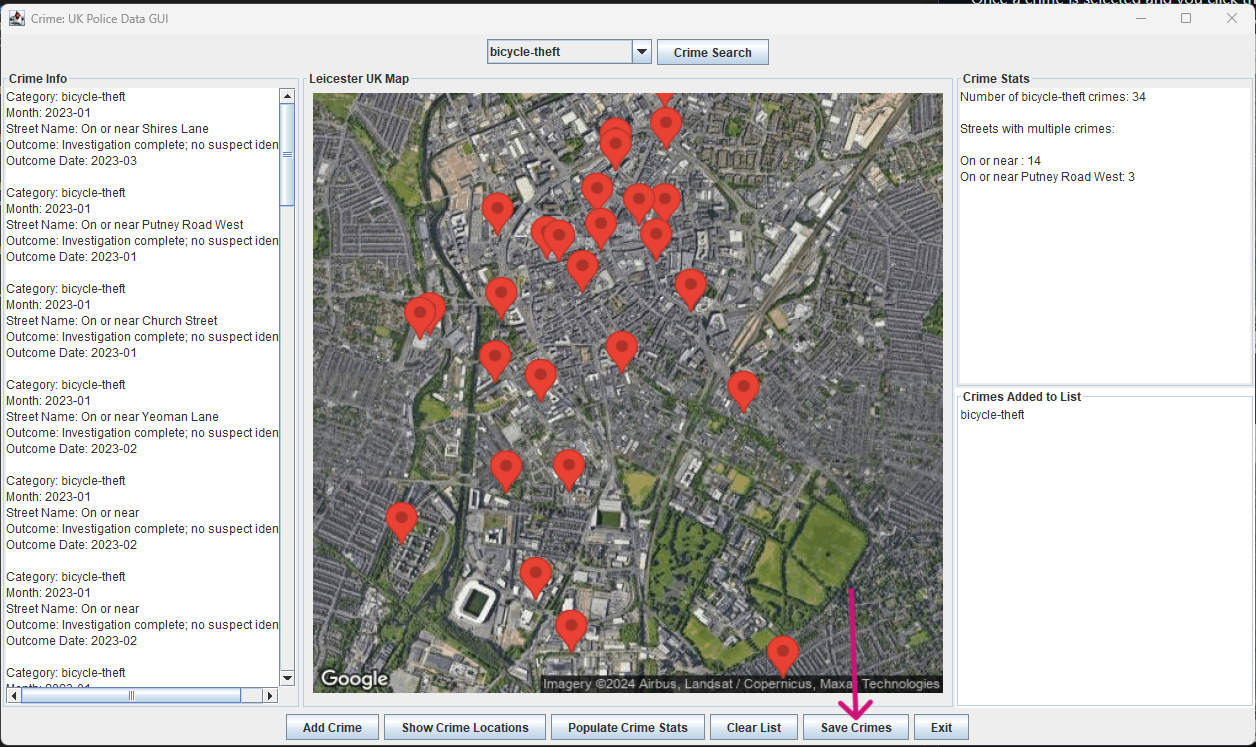 Crime: UK Police Data GUI
bicycle-theft
Crime Search
Crime Info
Category: bicycle-theft
Month: 2023-01
Street Name: On or near Shires Lane
Outcome: Investigation complete; no suspect iden
Outcome Date: 2023-03
Category: bicycle-theft
Month: 2023-01
Street Name: On or near Putney Road West
Outcome: Investigation complete; no suspect iden
Outcome Date: 2023-01
Category: bicycle-theft
Month: 2023-01
Street Name: On or near Church Street
Outcome: Investigation complete; no suspect iden
Outcome Date: 2023-01
Category: bicycle-theft
Month: 2023-01
Street Name: On or near Yeoman Lane
Outcome: Investigation complete; no suspect iden
Outcome Date: 2023-02
Category: bicycle-theft
Month: 2023-01
Street Name: On or near
Outcome: Investigation complete; no suspect iden
Outcome Date: 2023-02
Category: bicycle-theft
Month: 2023-01
Street Name: On or near
Outcome: Investigation complete; no suspect iden
Outcome Date: 2023-02
Category: bicycle-theft
Leicester UK Map
Google
Imagery ©2024 Airbus, Landsat / Copernicus, Maxar Technologies
Crime Stats
Number of bicycle-theft crimes: 34
Streets with multiple crimes:
On or near : 14
On or near Putney Road West: 3
Crimes Added to List
bicycle-theft
Add Crime
Show Crime Locations
Populate Crime Stats
Clear List
Save Crimes
Exit